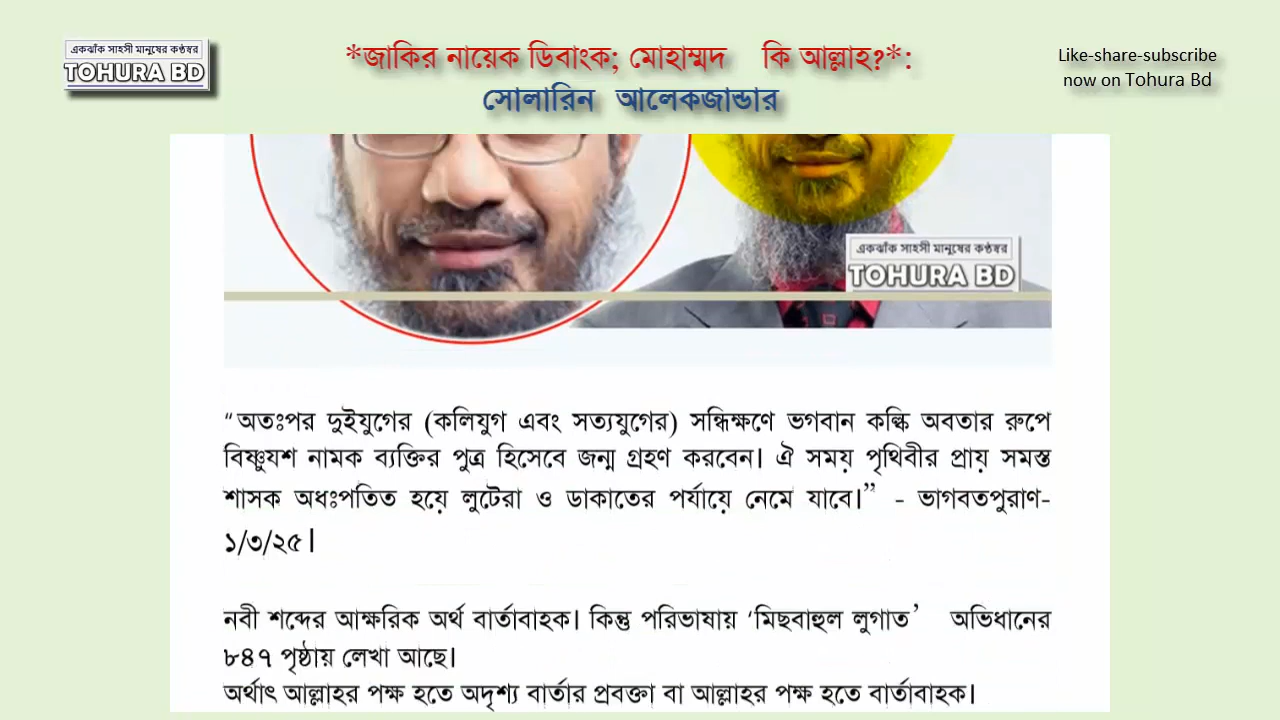 একঝাঁক সাহসী মানুষের কণ্ঠস্বর
TOHURA BD
*জাকির নায়েক ডিবাংক; মোহাম্মদ কি আল্লাহ?*:
সোলারিন আলেকজান্ডার
Like-share-subscribe
now on Tohura Bd
একঝাঁক সাহসী মানুষের কণ্ঠস্বর
TOHURA BD
“অতঃপর দুইযুগের (কলিযুগ এবং সত্যযুগের) সন্ধিক্ষণে ভগবান কল্কি অবতার রুপে
বিষ্ণুযশ নামক ব্যক্তির পুত্র হিসেবে জন্ম গ্রহণ করবেন। ঐ সময় পৃথিবীর প্রায় সমস্ত
শাসক অধঃপতিত হয়ে লুটেরা ও ডাকাতের পর্যায়ে নেমে যাবে।” - ভাগবতপুরাণ-
১/৩/২৫।
নবী শব্দের আক্ষরিক অর্থ বার্তাবাহক। কিন্তু পরিভাষায় ‘মিছবাহুল লুগাত’ অভিধানের
৮৪৭ পৃষ্ঠায় লেখা আছে।
অর্থাৎ আল্লাহর পক্ষ হতে অদৃশ্য বার্তার প্রবক্তা বা আল্লাহর পক্ষ হতে বার্তাবাহক।